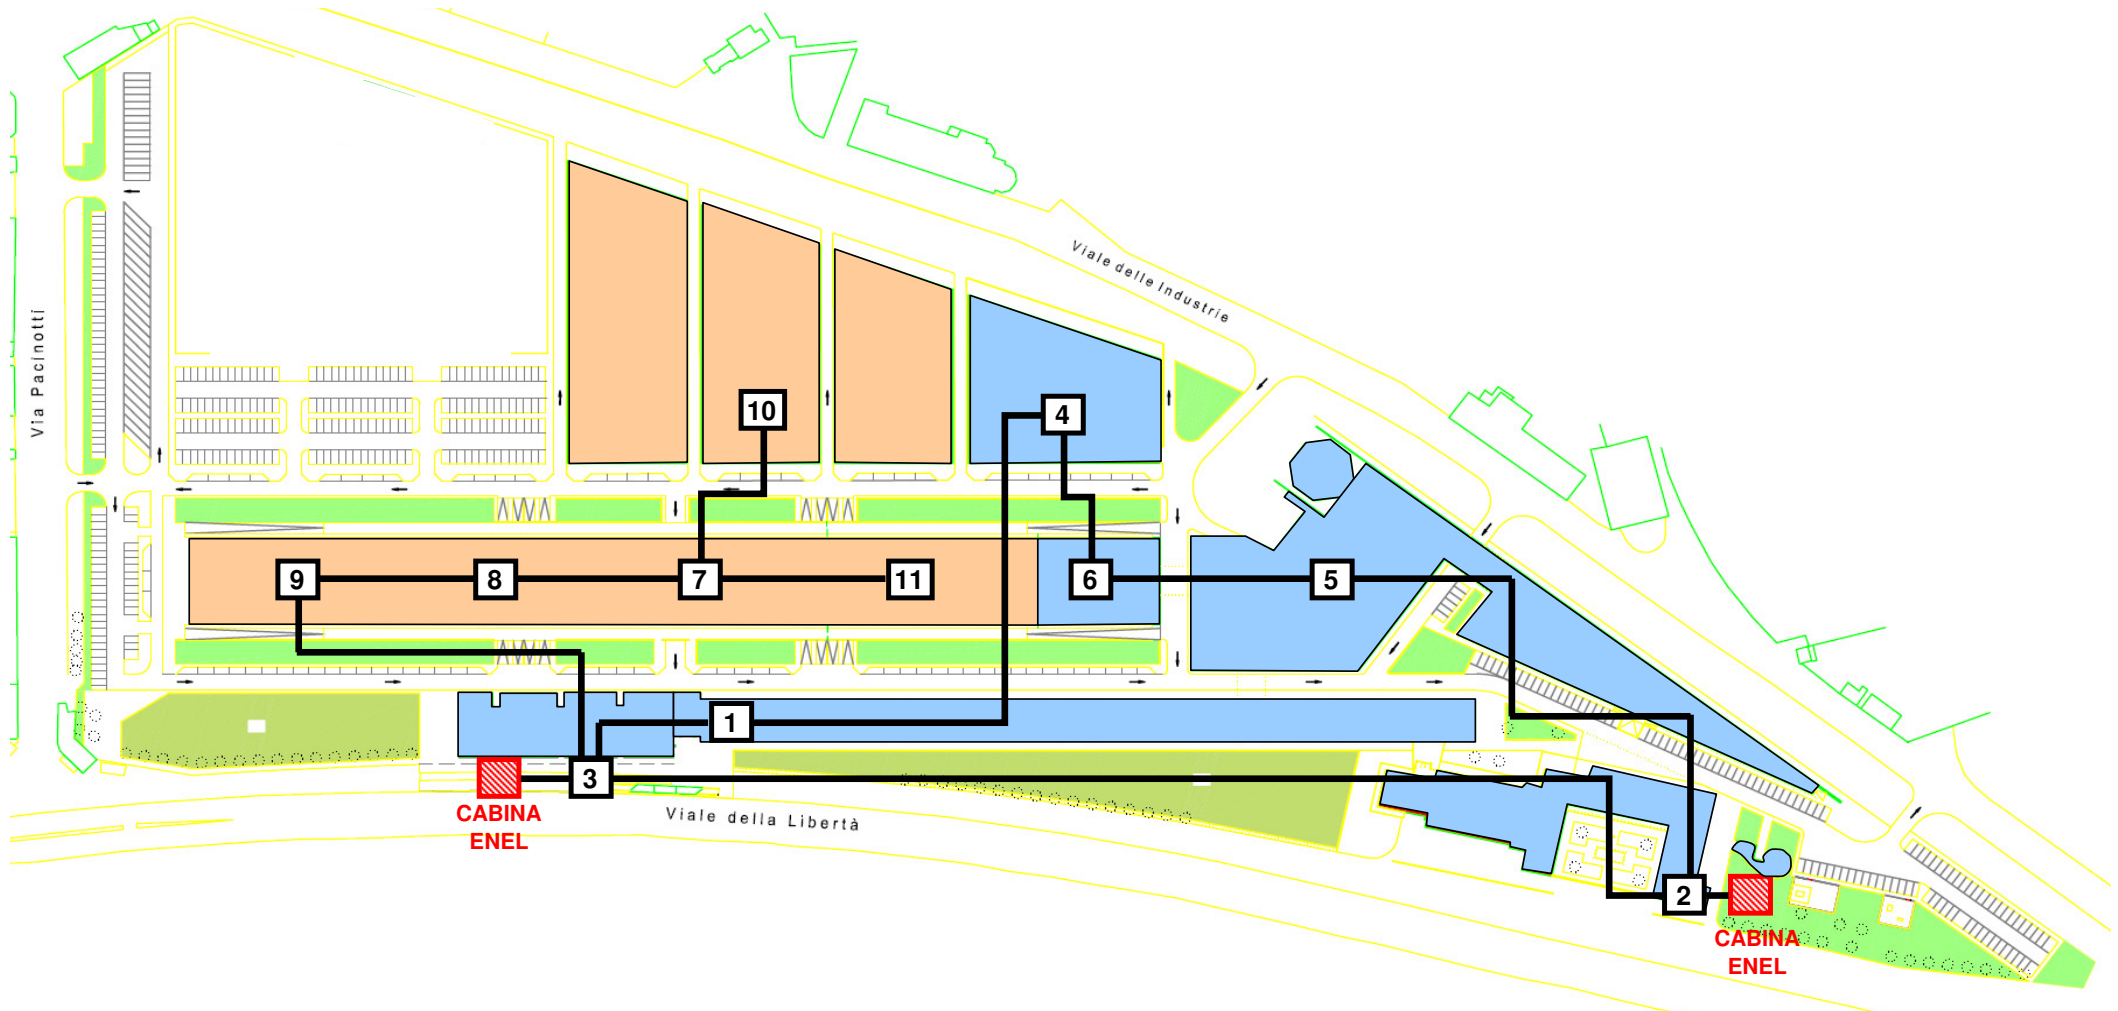 Viale delle Industrie
Via Pacinotti
10
4
9
8
7
11
6
5
1
3
CABINA
ENEL
Viale della Libertà
2
CABINA
ENEL